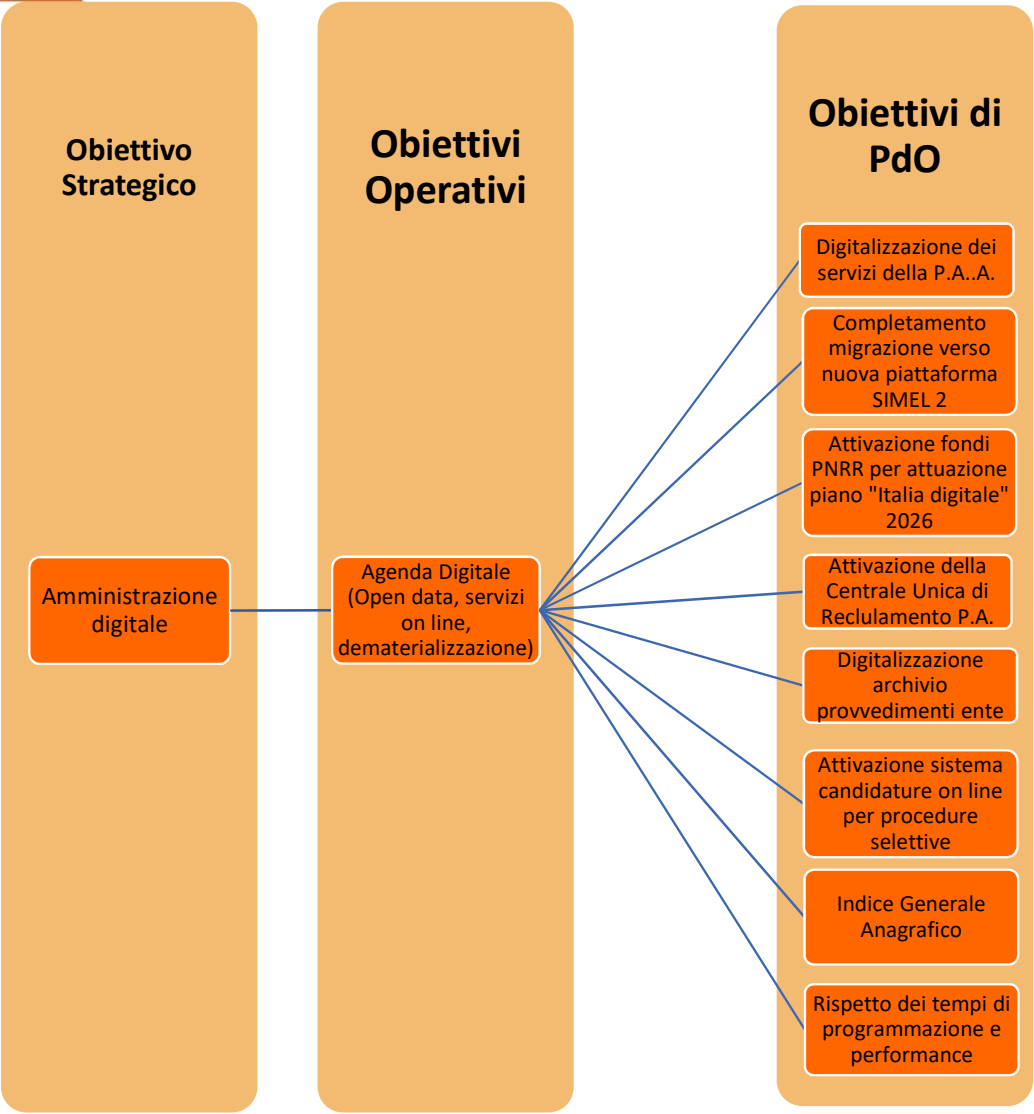 Obiettivo
Strategico
Obiettivi
Operativi
Obiettivi di
PdO
Amministrazione
digitale
Agenda Digitale
(Open data, servizi
on line,
dematerializzazione)
Digitalizzazione dei
servizi della P.A..A.
Completamento
migrazione verso
nuova piattaforma
SIMEL 2
Attivazione fondi
PNRR per attuazione
piano "Italia digitale"
2026
Attivazione della
Centrale Unica di
Reclulamento P.A.
Digitalizzazione
archivio
provvedimenti ente
Attivazione sistema
candidature on line
per procedure
selettive
Indice Generale
Anagrafico
Rispetto dei tempi di
programmazione e
performance